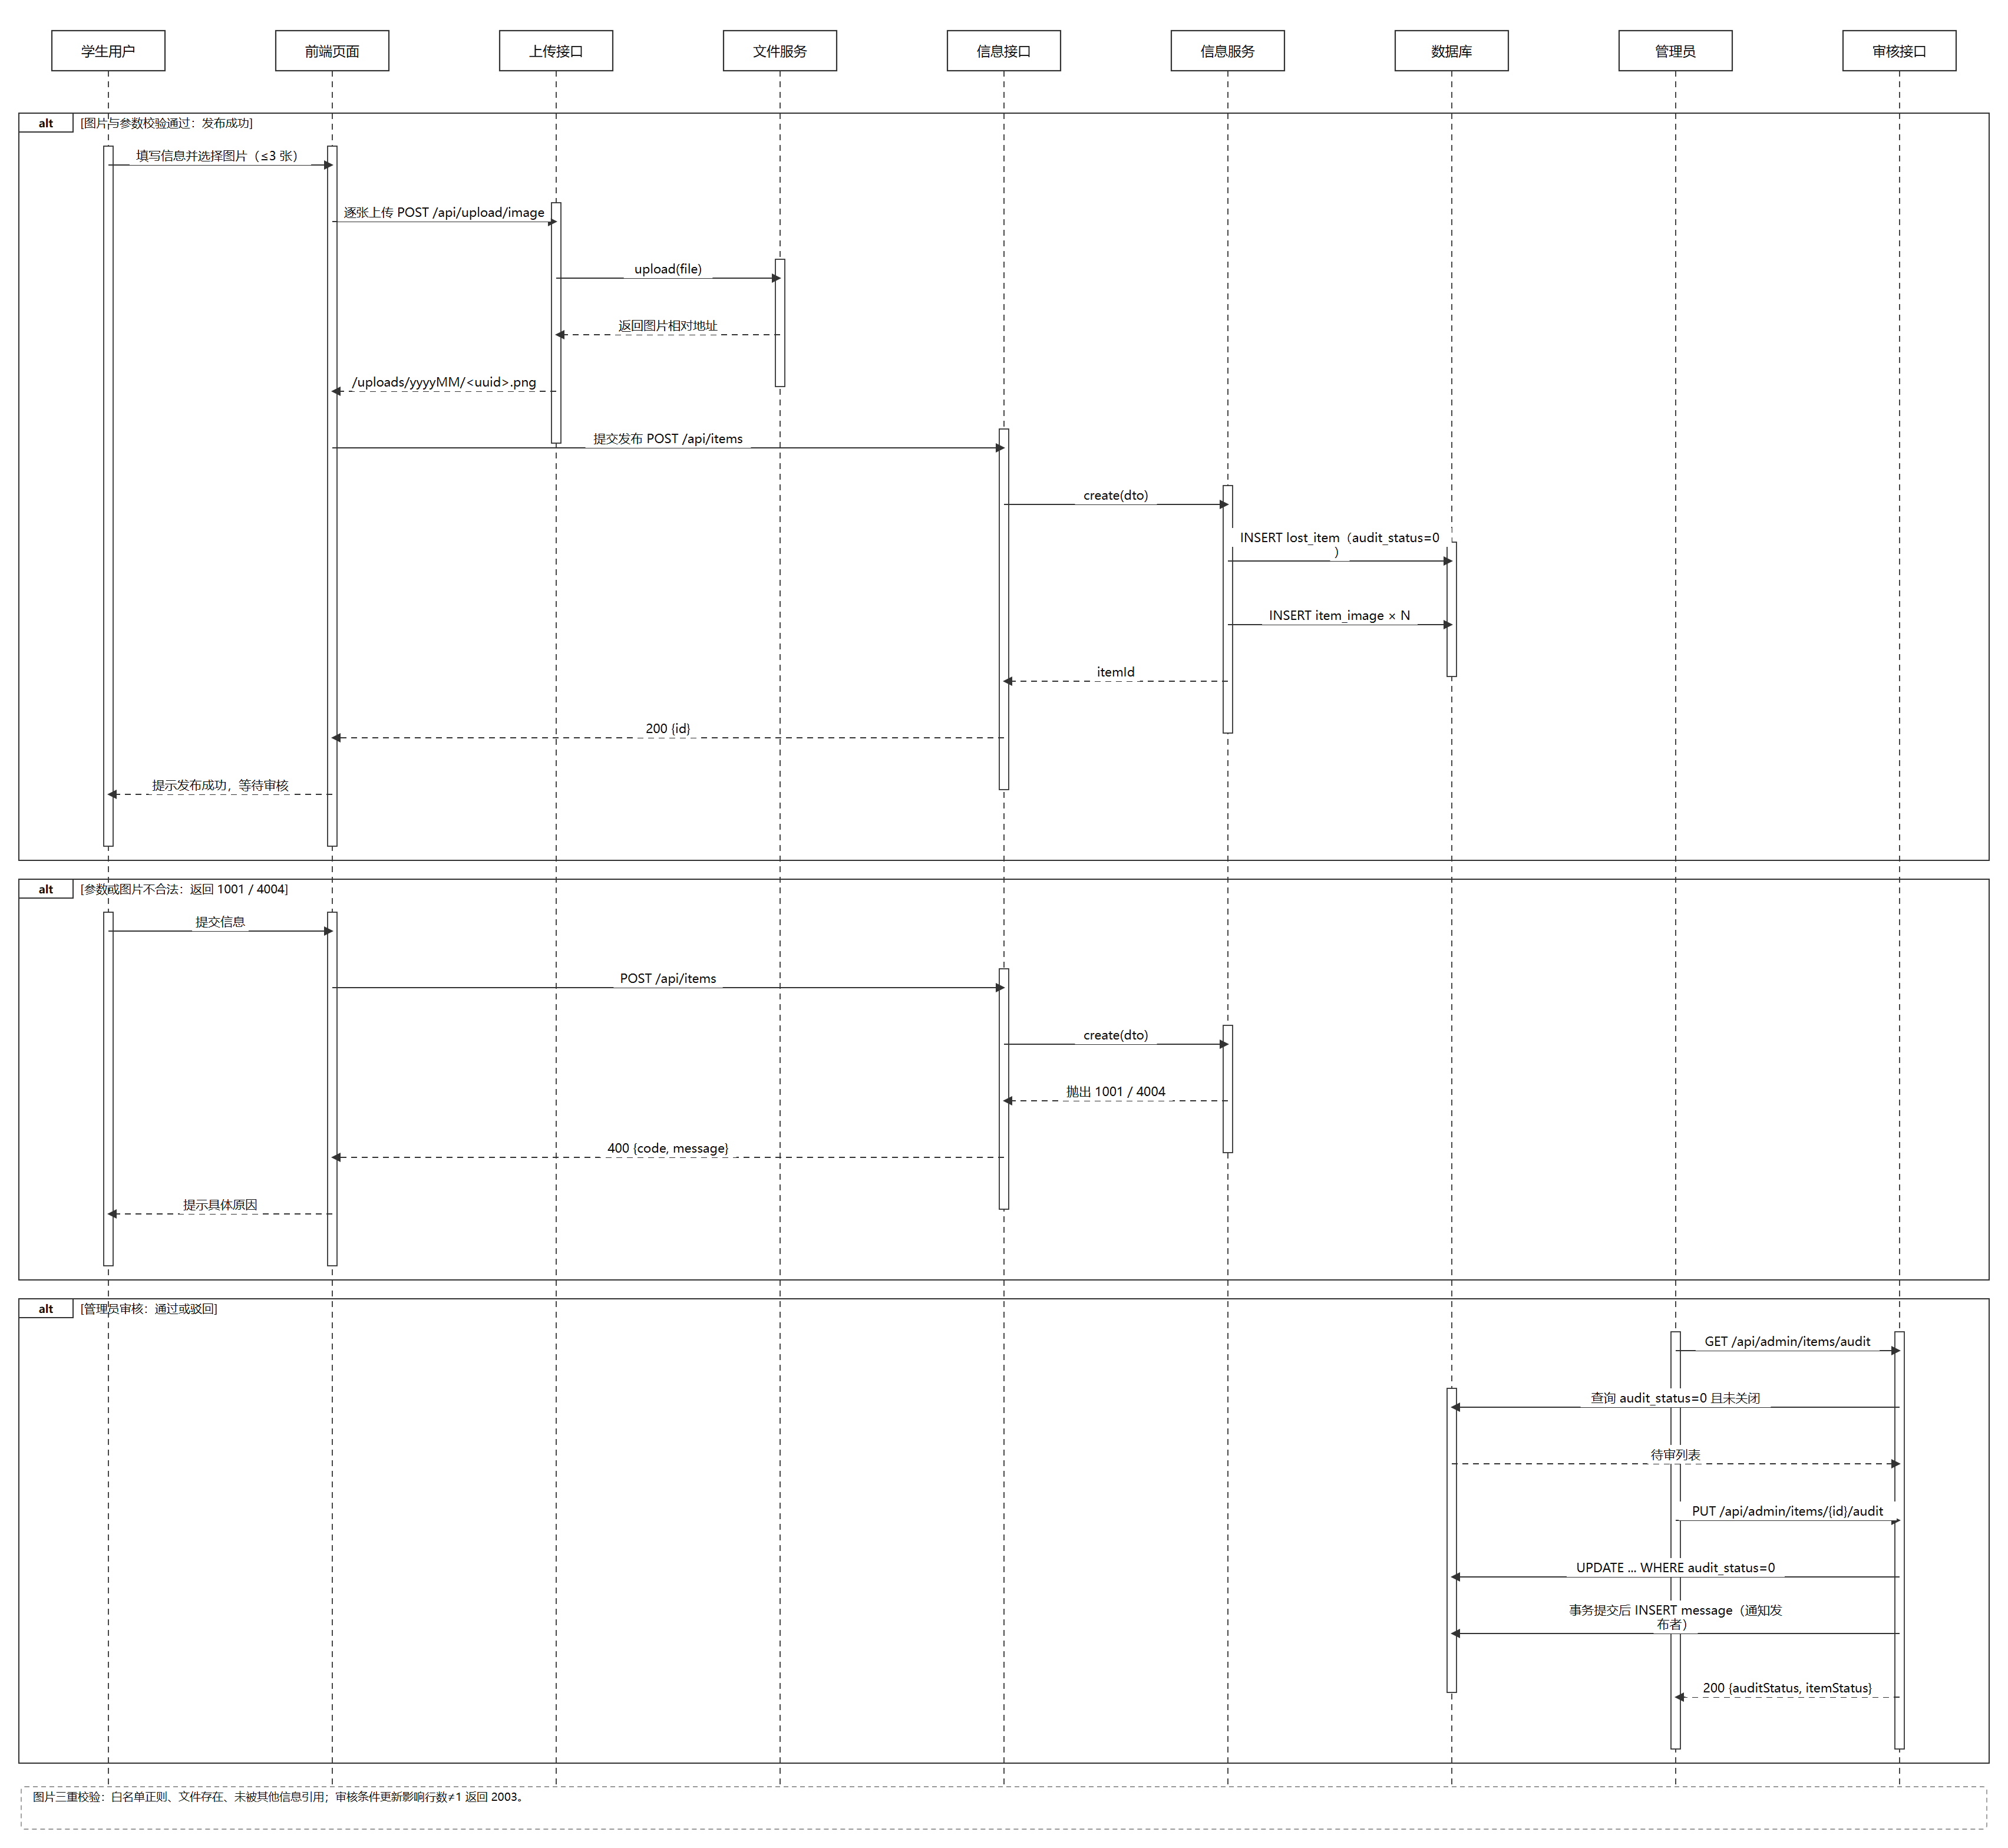 学生用户
前端页面
上传接口
文件服务
信息接口
信息服务
数据库
管理员
审核接口
alt
[图片与参数校验通过：发布成功]
填写信息并选择图片（≤3 张）
逐张上传 POST /api/upload/image
upload(file)
返回图片相对地址
/uploads/yyyyMM/<uuid>.png
提交发布 POST /api/items
create(dto)
INSERT lost_item（audit_status=0
）
INSERT item_image × N
itemId
200 {id}
提示发布成功，等待审核
alt
[参数或图片不合法：返回 1001 / 4004]
提交信息
POST /api/items
create(dto)
抛出 1001 / 4004
400 {code, message}
提示具体原因
alt
[管理员审核：通过或驳回]
GET /api/admin/items/audit
查询 audit_status=0 且未关闭
待审列表
PUT /api/admin/items/{id}/audit
UPDATE ... WHERE audit_status=0
事务提交后 INSERT message（通知发
布者）
200 {auditStatus, itemStatus}
图片三重校验：白名单正则、文件存在、未被其他信息引用；审核条件更新影响行数≠1 返回 2003。